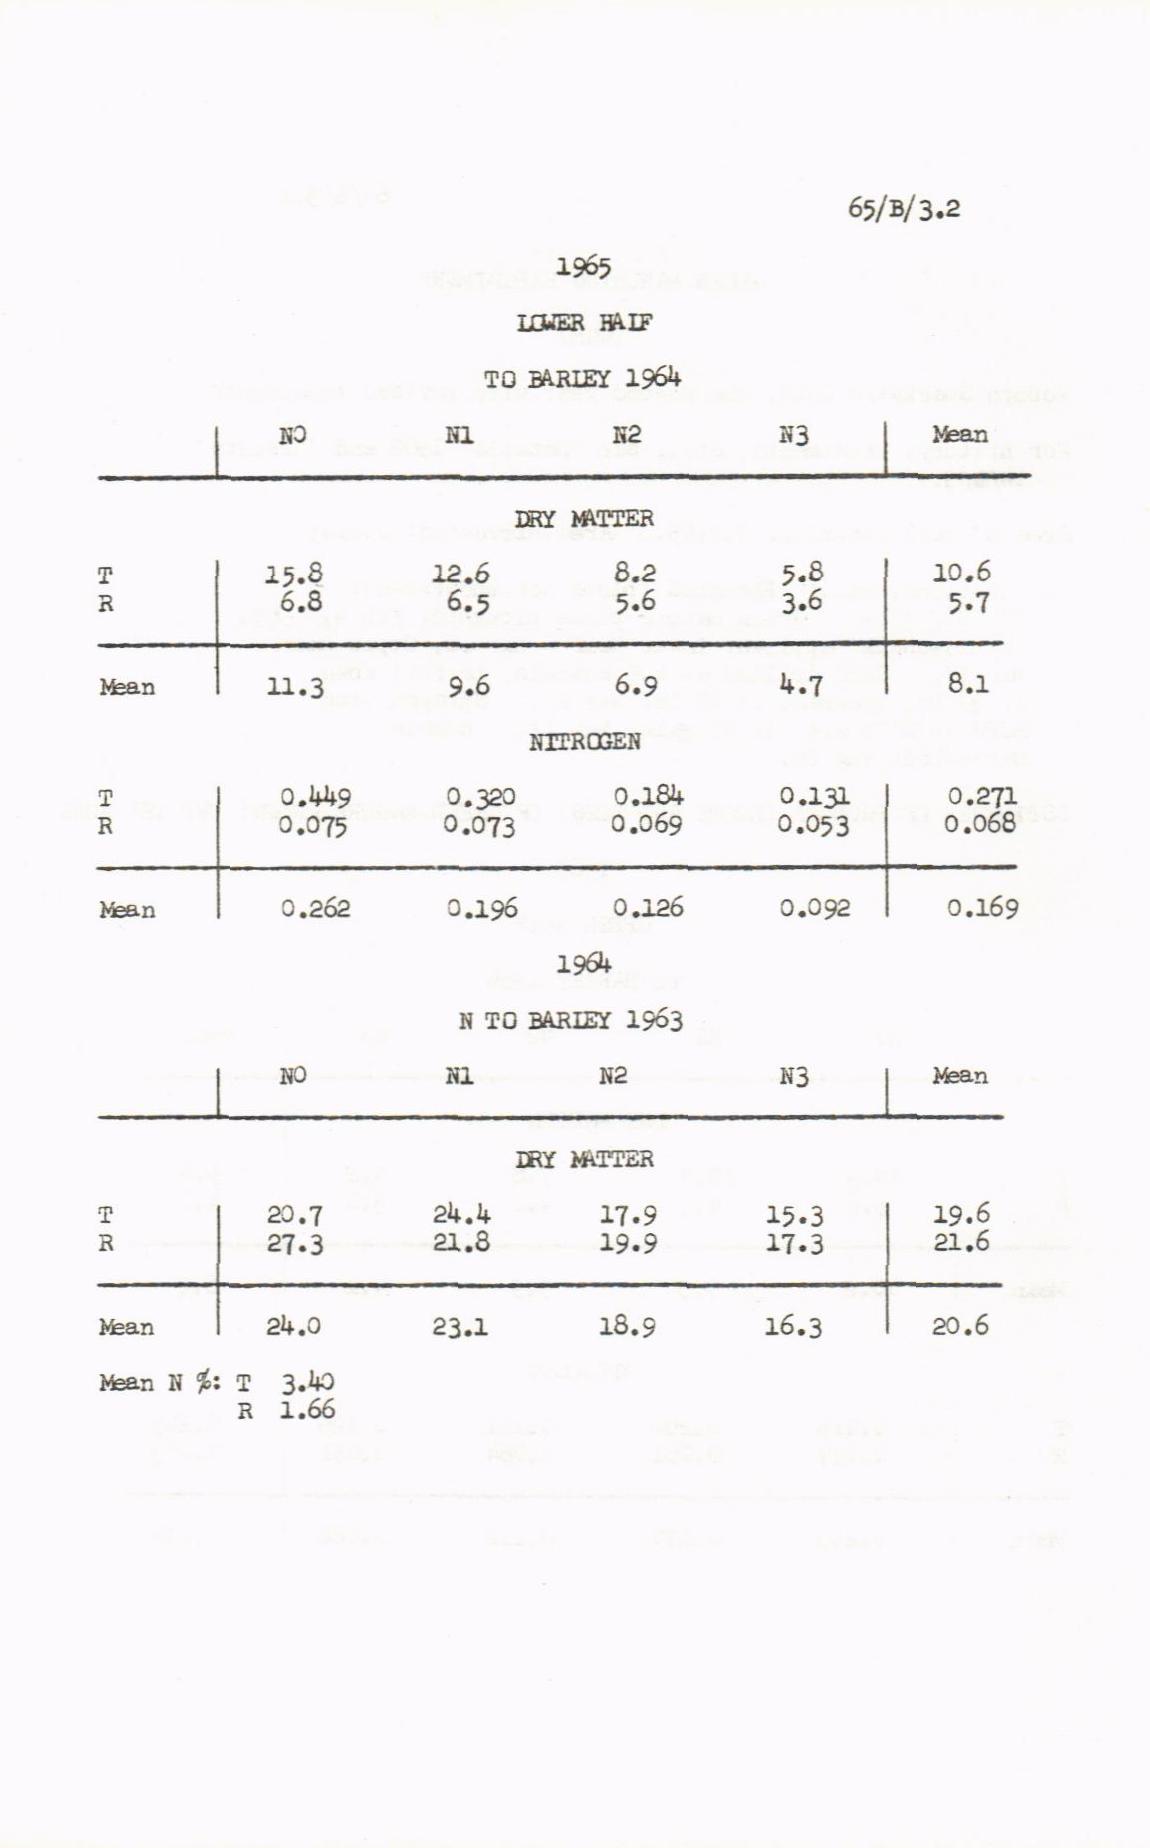 65/B/3.2
1965
LOWER HALF
TO BARLEY 1964
N0 N1 N2 N3 Mean
DRY MATTER
T 15.8 12.6 8.2 5.8 10.6
R 6.8 6.5 5.6 3.6 5.7
Mean 11.3 9.6 6.9 4.7 8.1
NITROGEN
T 0.449 0.320 0.184 0.131 0.271
R 0.075 0.073 0.069 0.053 0.068
Mean 0.262 0.196 0.126 0.092 0.169
1964
N TO BARLEY 1963
N0 N1 N2 N3 Mean
DRY MATTER
T 20.7 24.4 17.9 15.3 19.6
R 27.3 21.8 19.9 17.3 21.6
Mean 24.0 23.1 18.9 16.3 20.6
Mean N %: T 3.40
R 1.66